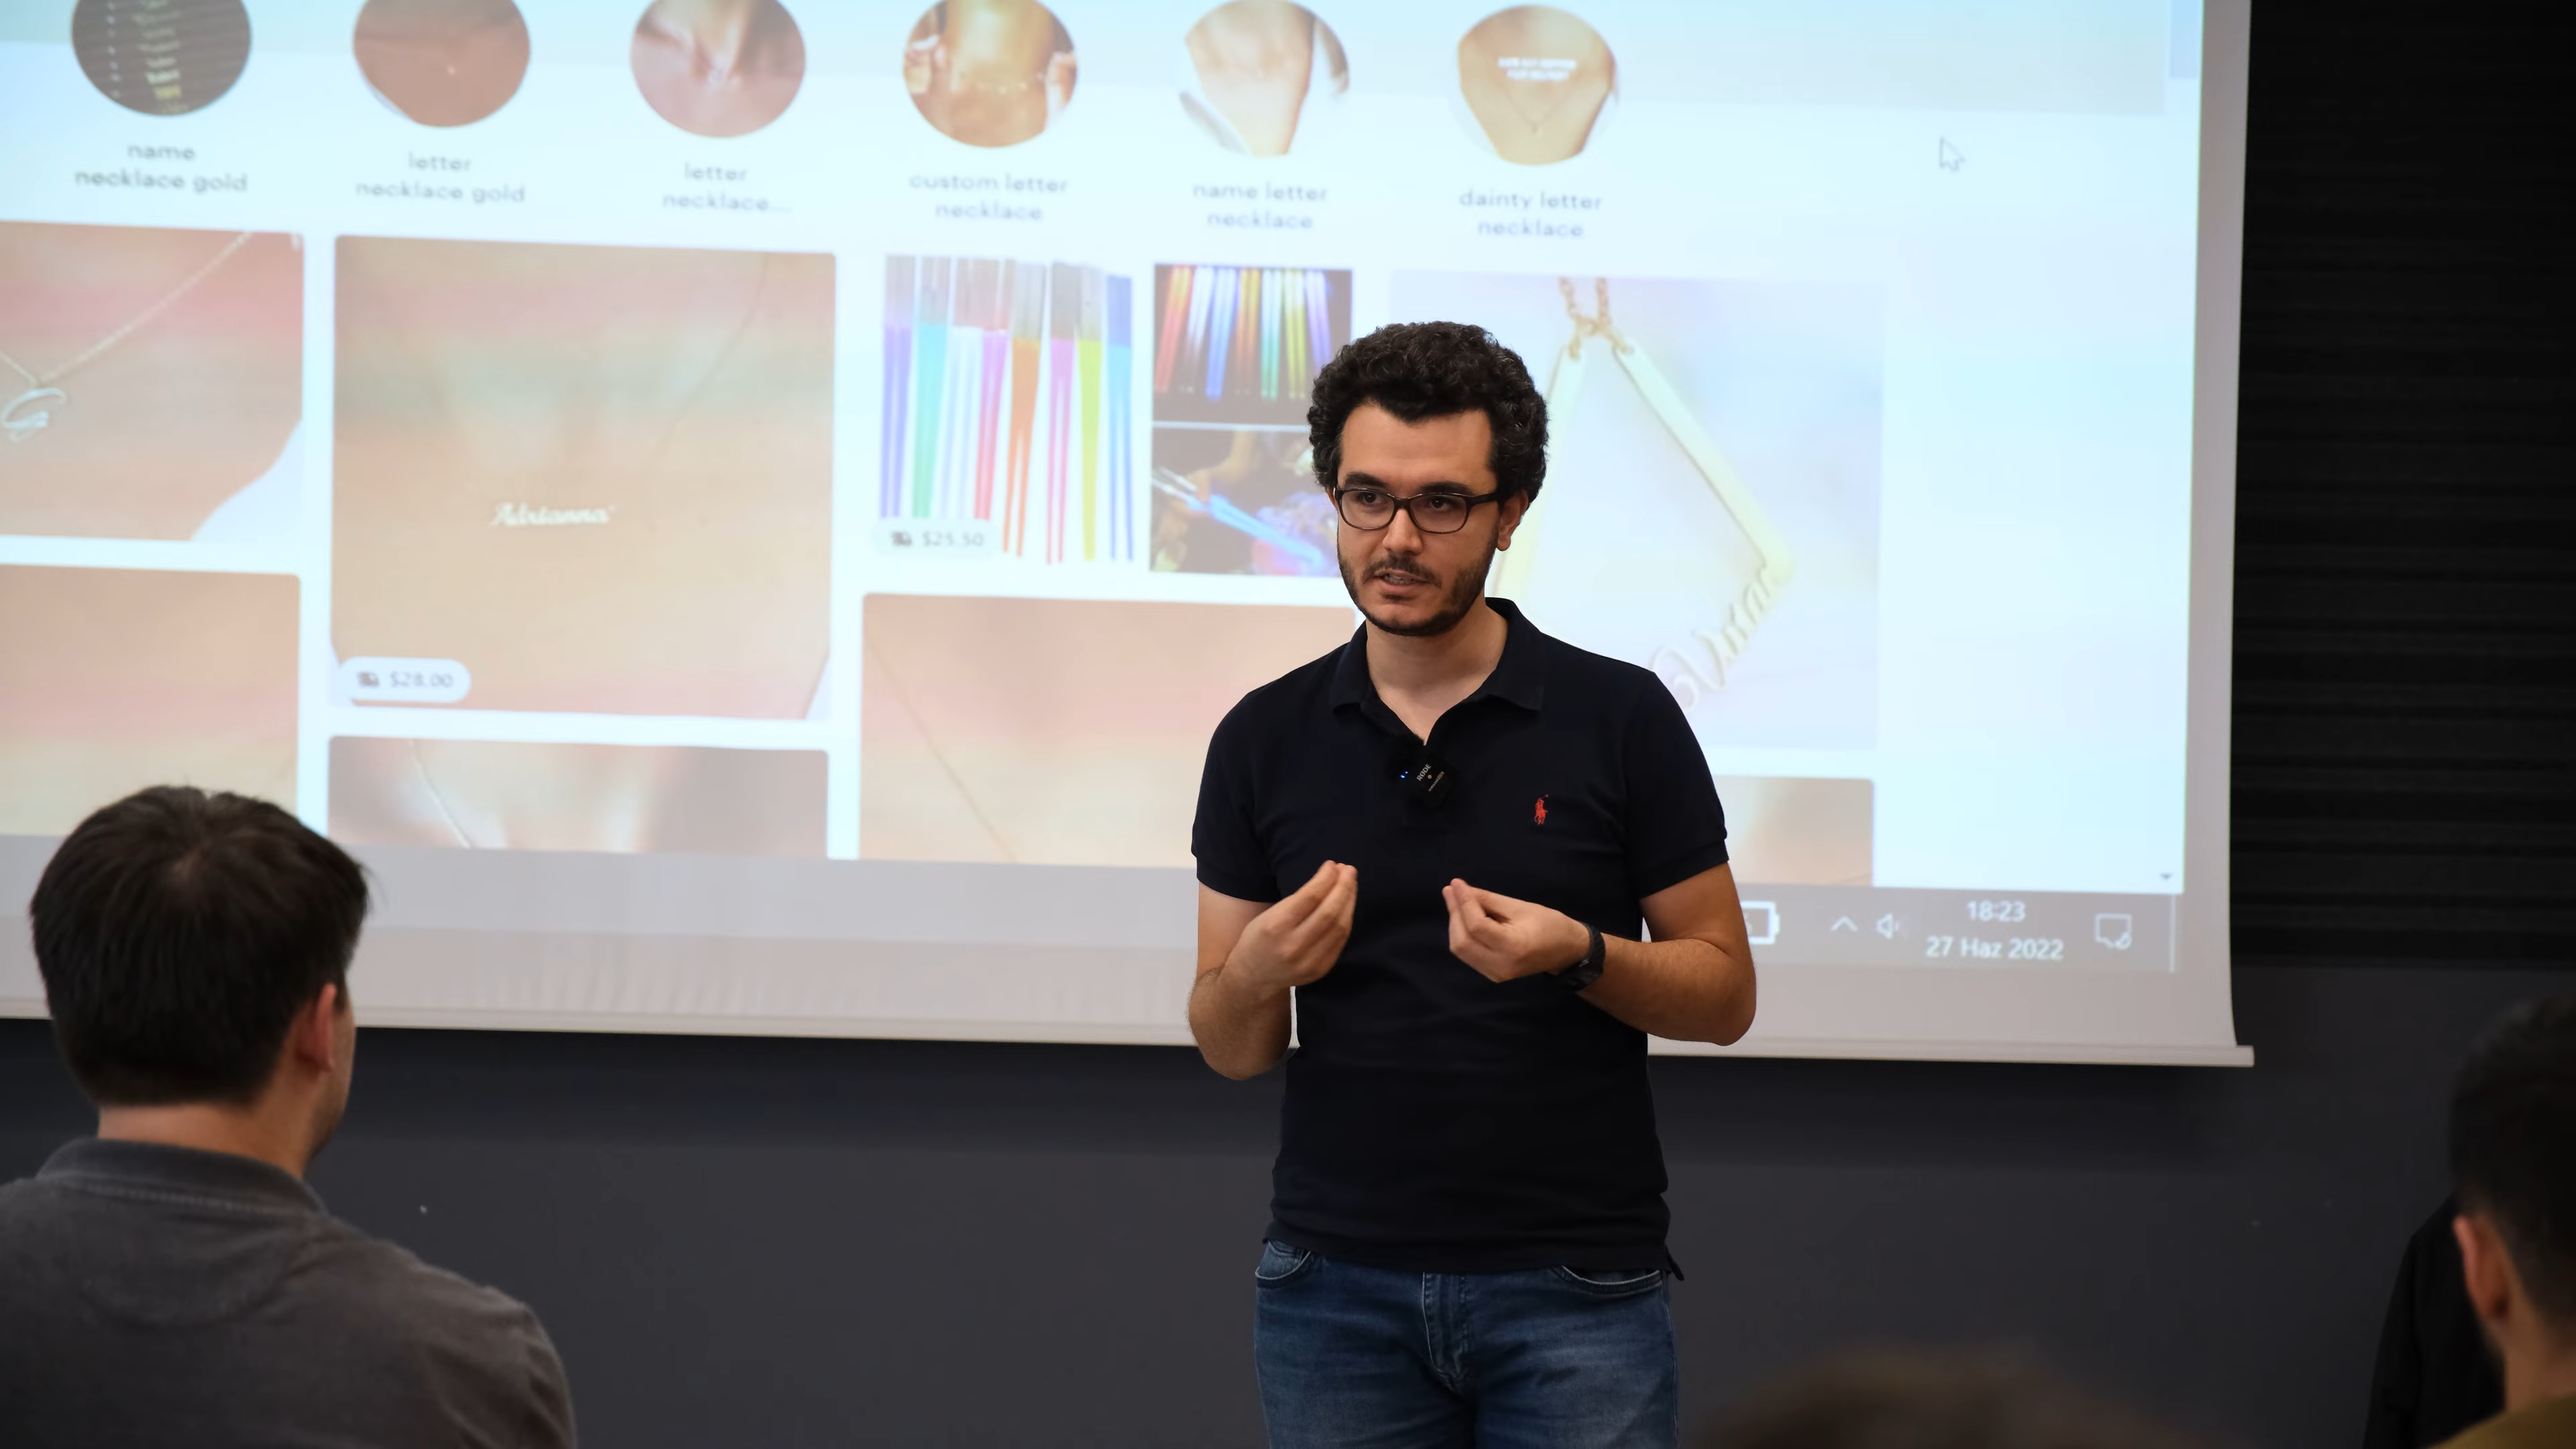 name
necklace gold
letter
necklace gold
letter
necklace...
custom letter
necklace
name letter
necklace
dainty letter
necklace
Adrianna
$25.50
$28.00
RØDE
18:23
27 Haz 2022